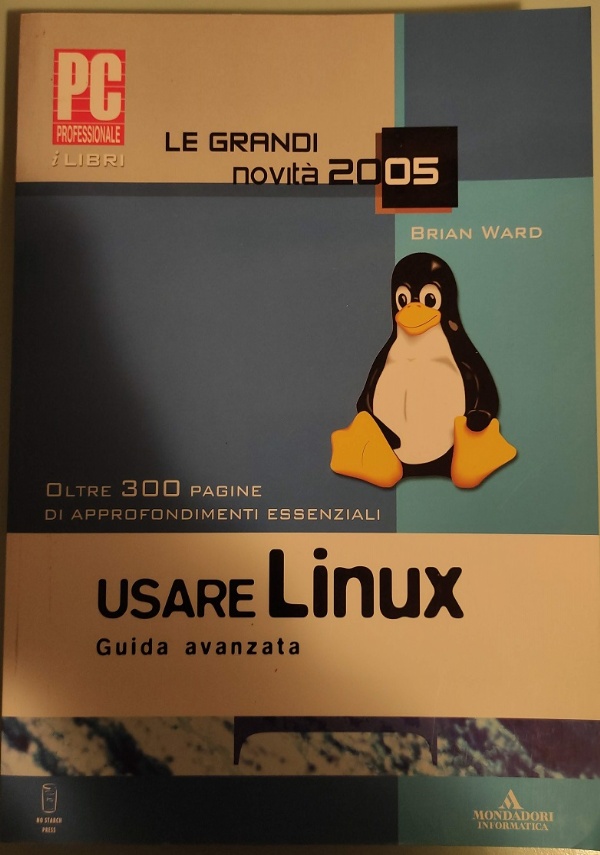 PC
PROFESSIONALE
i LIBRI
LE GRANDI
novità 2005
BRIAN WARD
OLTRE 300 PAGINE
DI APPROFONDIMENTI ESSENZIALI
USARE Linux
Guida avanzata
NO STARCH
PRESS
MONDADORI
INFORMATICA